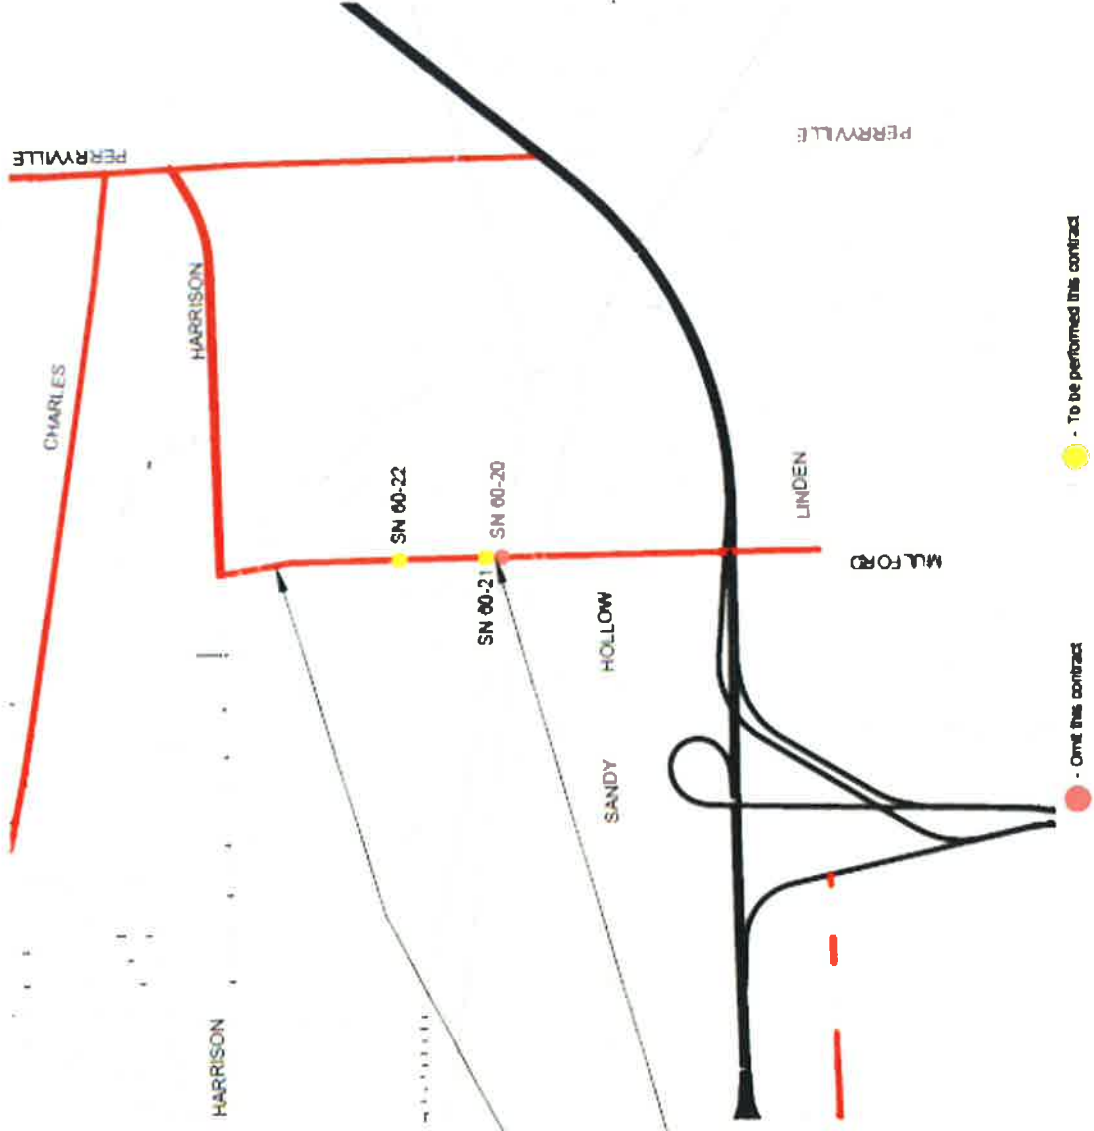 PERRYVILLE
PERRYVILLE
HARRISON
CHARLES
SN 60-22
SN 60-20
SN 60-21
LINDEN
MULFORD
HOLLOW
SANDY
HARRISON
- To be performed this contract
- Omit this contract